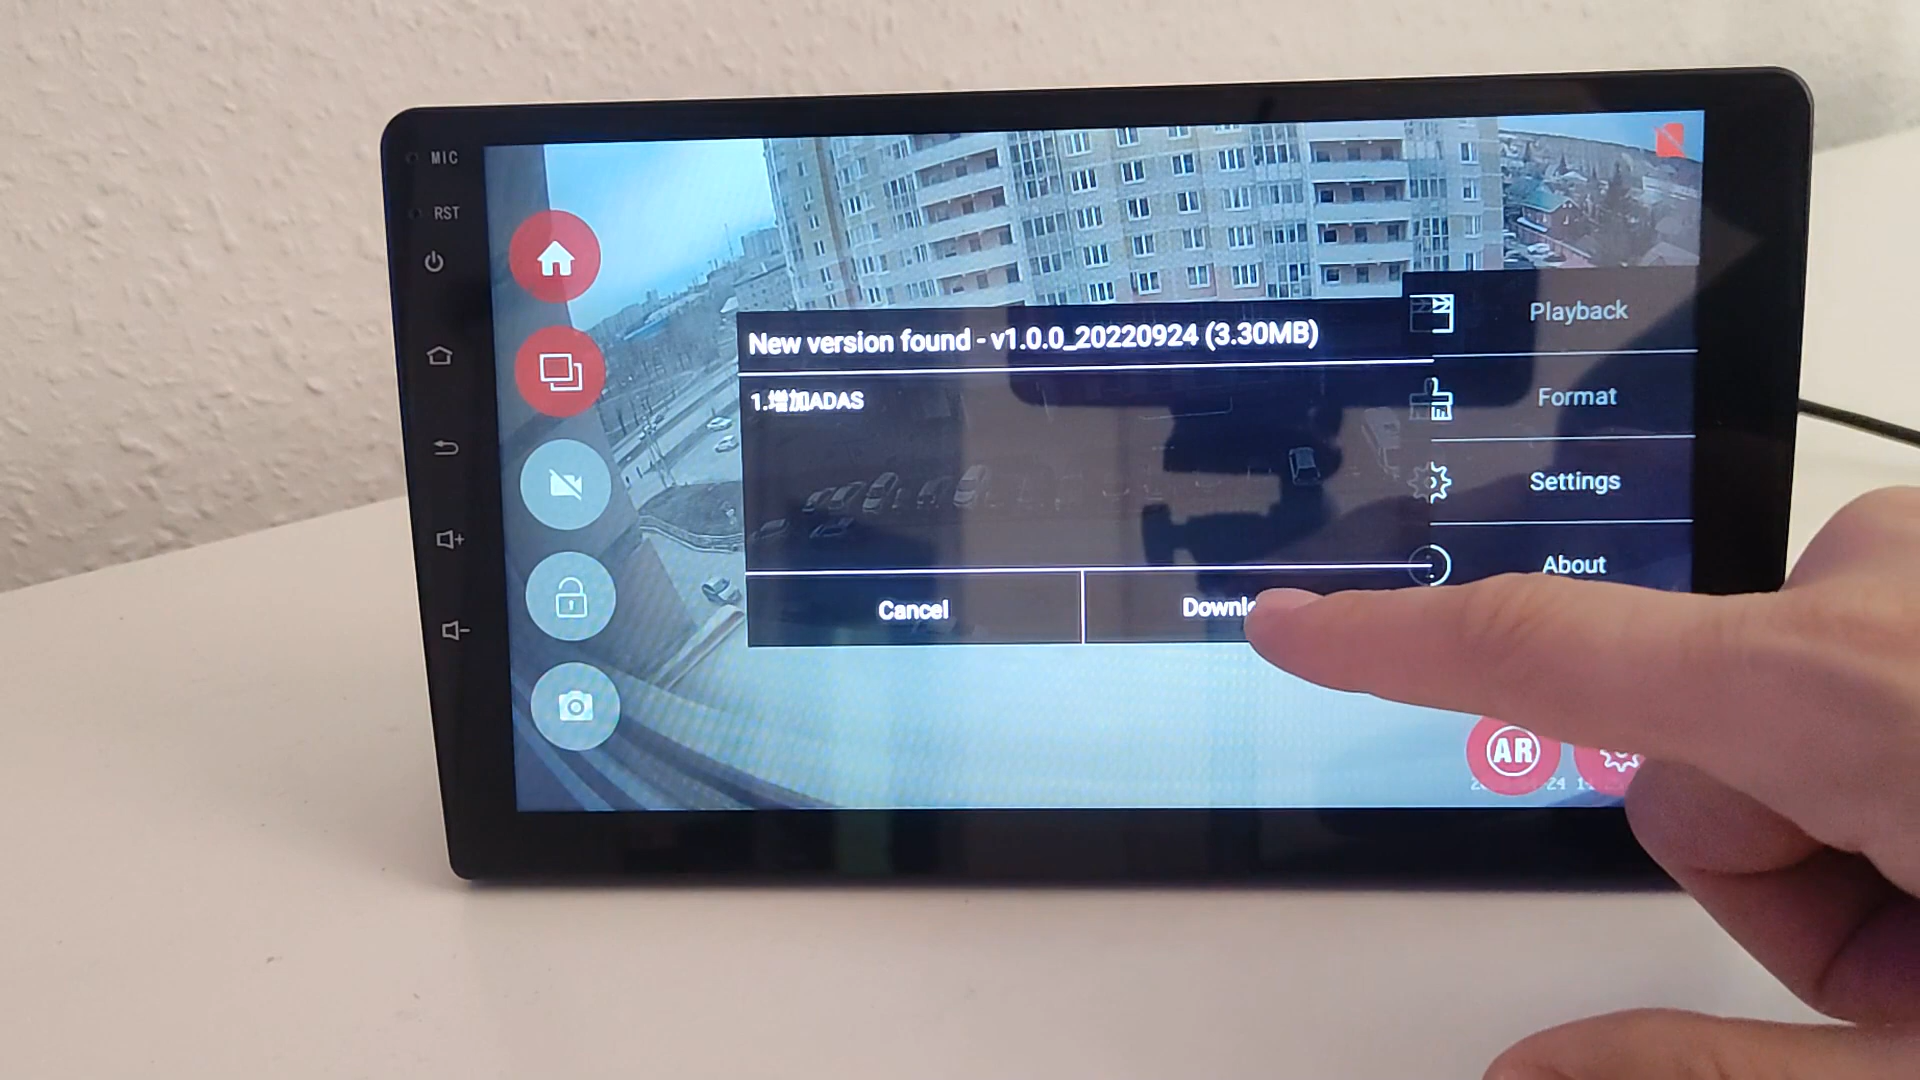 MIC
RST
New version found - v1.0.0_20220924 (3.30MB)
1.增加ADAS
Cancel
Playback
Format
Settings
About
AR